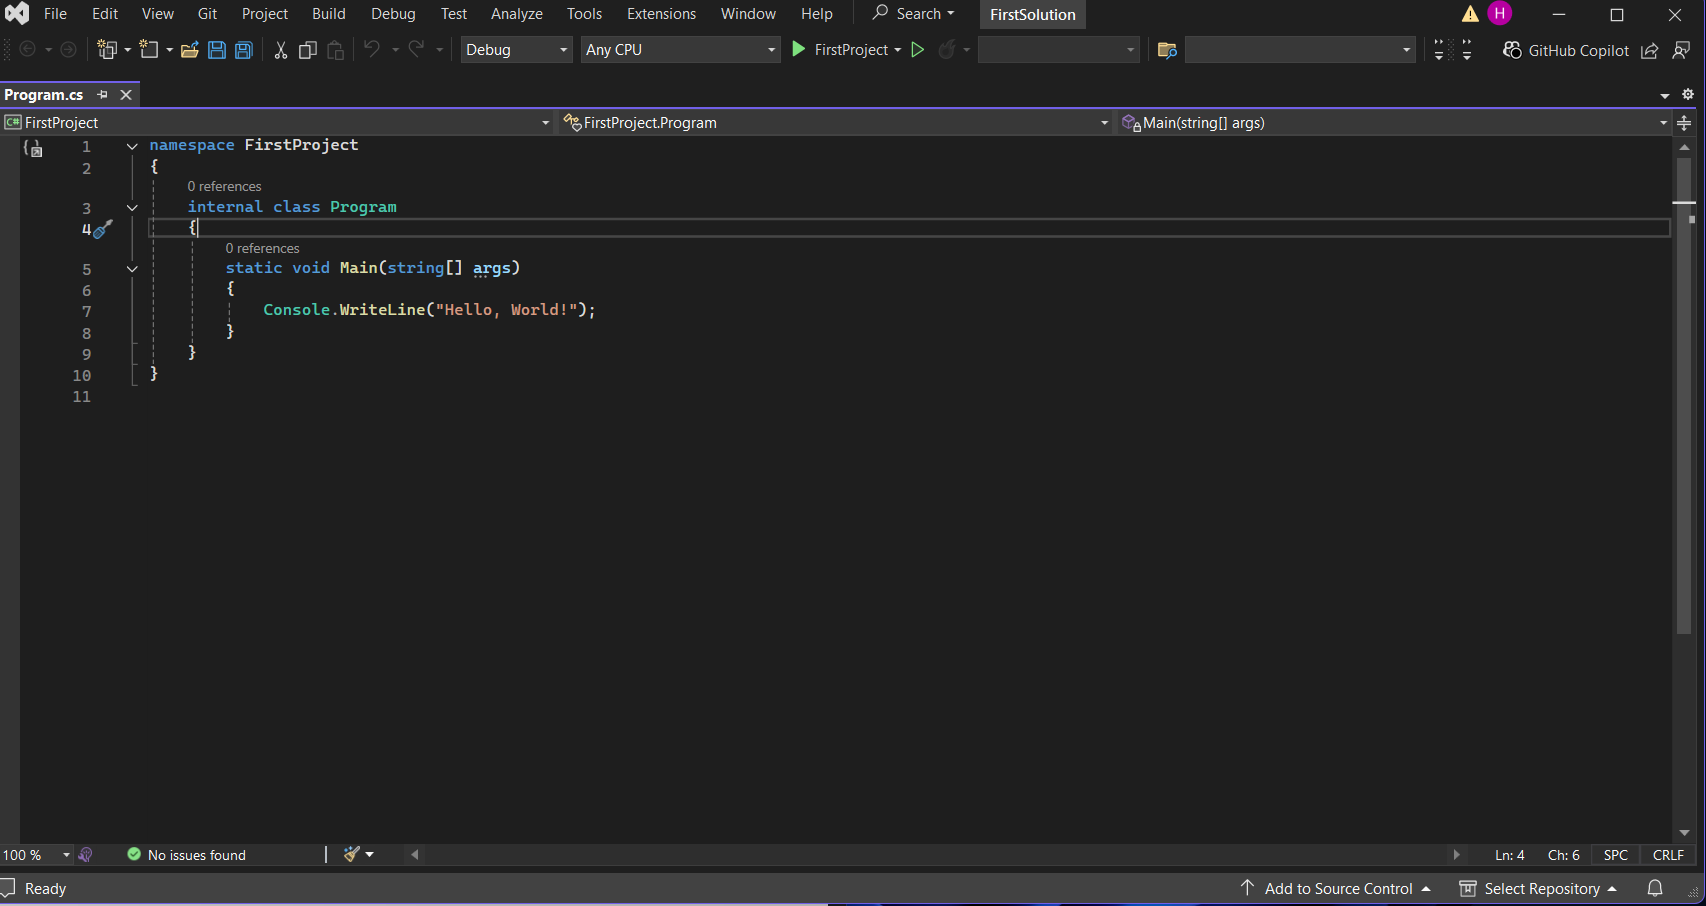 File Edit View Git Project Build Debug Test Analyze Tools Extensions Window Help Search FirstSolution H
Debug Any CPU FirstProject GitHub Copilot
Program.cs
C# FirstProject FirstProject.Program Main(string[] args)
1 namespace FirstProject
2 {
0 references
3 internal class Program
4 {
0 references
5 static void Main(string[] args)
6 {
7 Console.WriteLine("Hello, World!");
8 }
9 }
10 }
11
100 % No issues found Ln: 4 Ch: 6 SPC CRLF
Ready Add to Source Control Select Repository